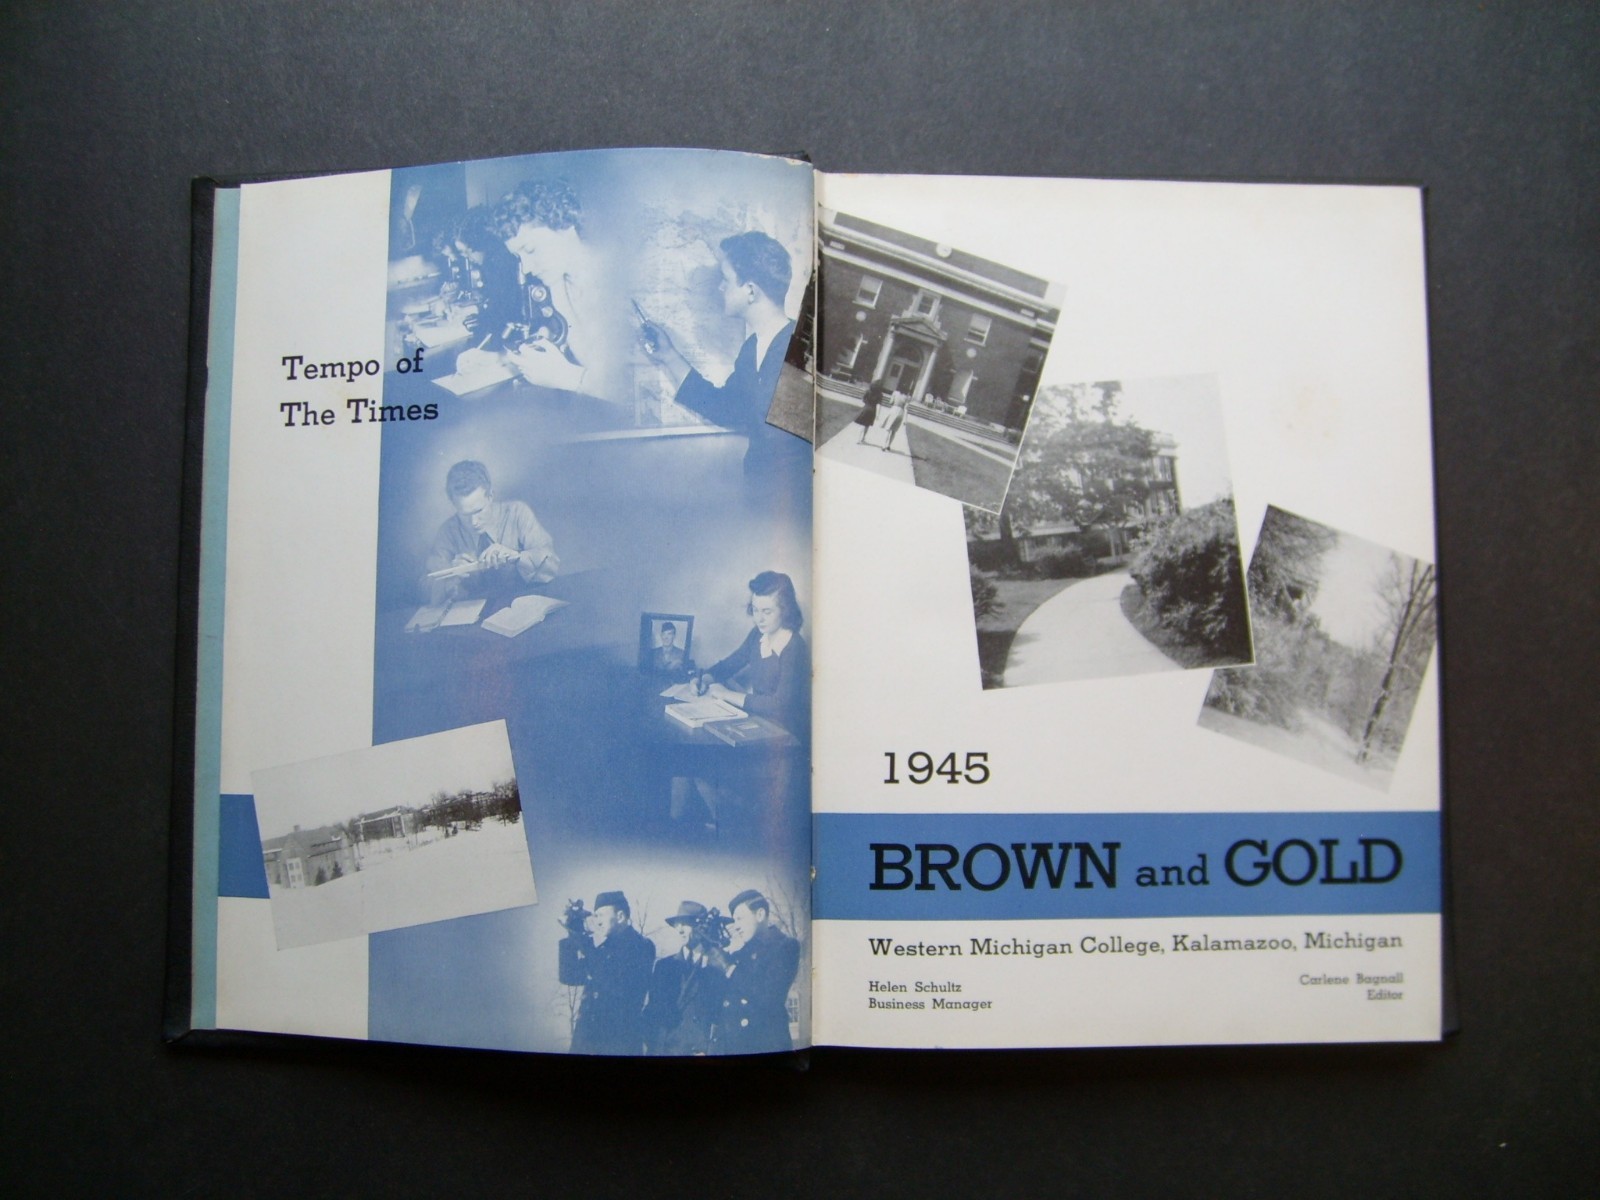 Tempo of
The Times
1945
BROWN and GOLD
Western Michigan College, Kalamazoo, Michigan
Helen Schultz
Business Manager
Carlene Bagnall
Editor